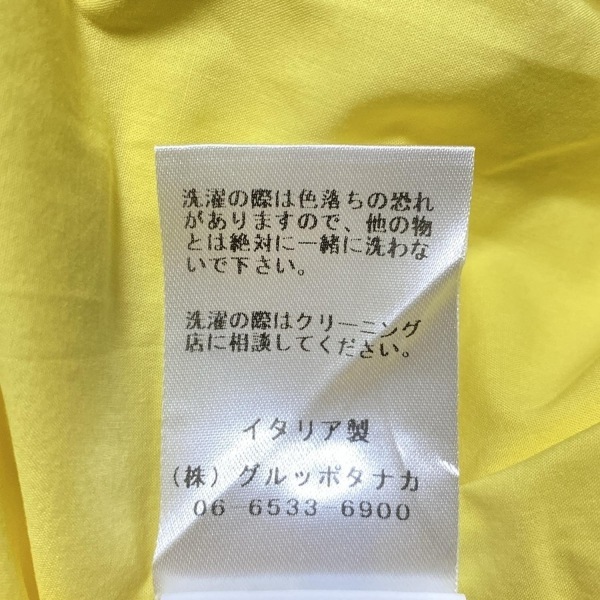 洗濯の際は色落ちの恐れ
がありますので、他の物
とは絶対に一緒に洗わな
いで下さい。
洗濯の際はクリーニング
店に相談してください。
イタリア製
（株）グルッポタナカ
06-6533-6900